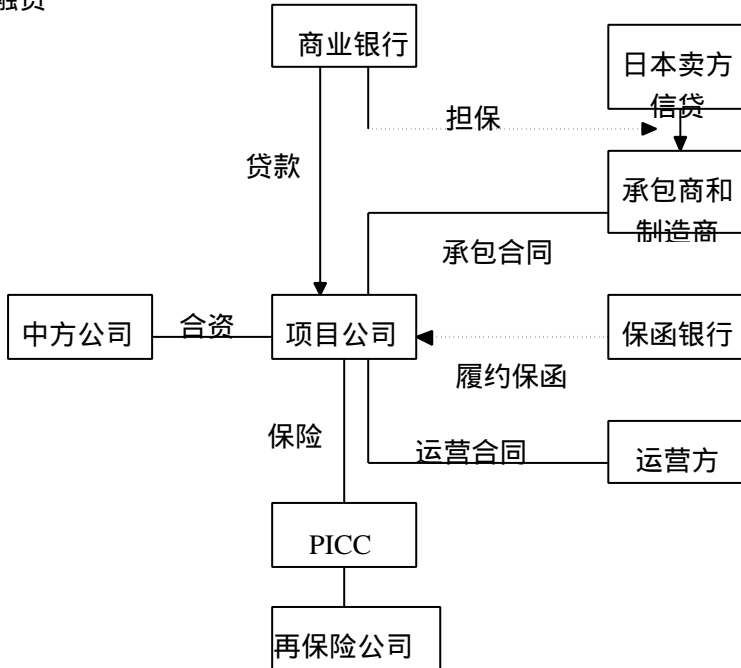 融资
商业银行
日本卖方
信贷
担保
贷款
承包商和
制造商
承包合同
中方公司
合资
项目公司
保函银行
履约保函
保险
运营合同
运营方
PICC
再保险公司